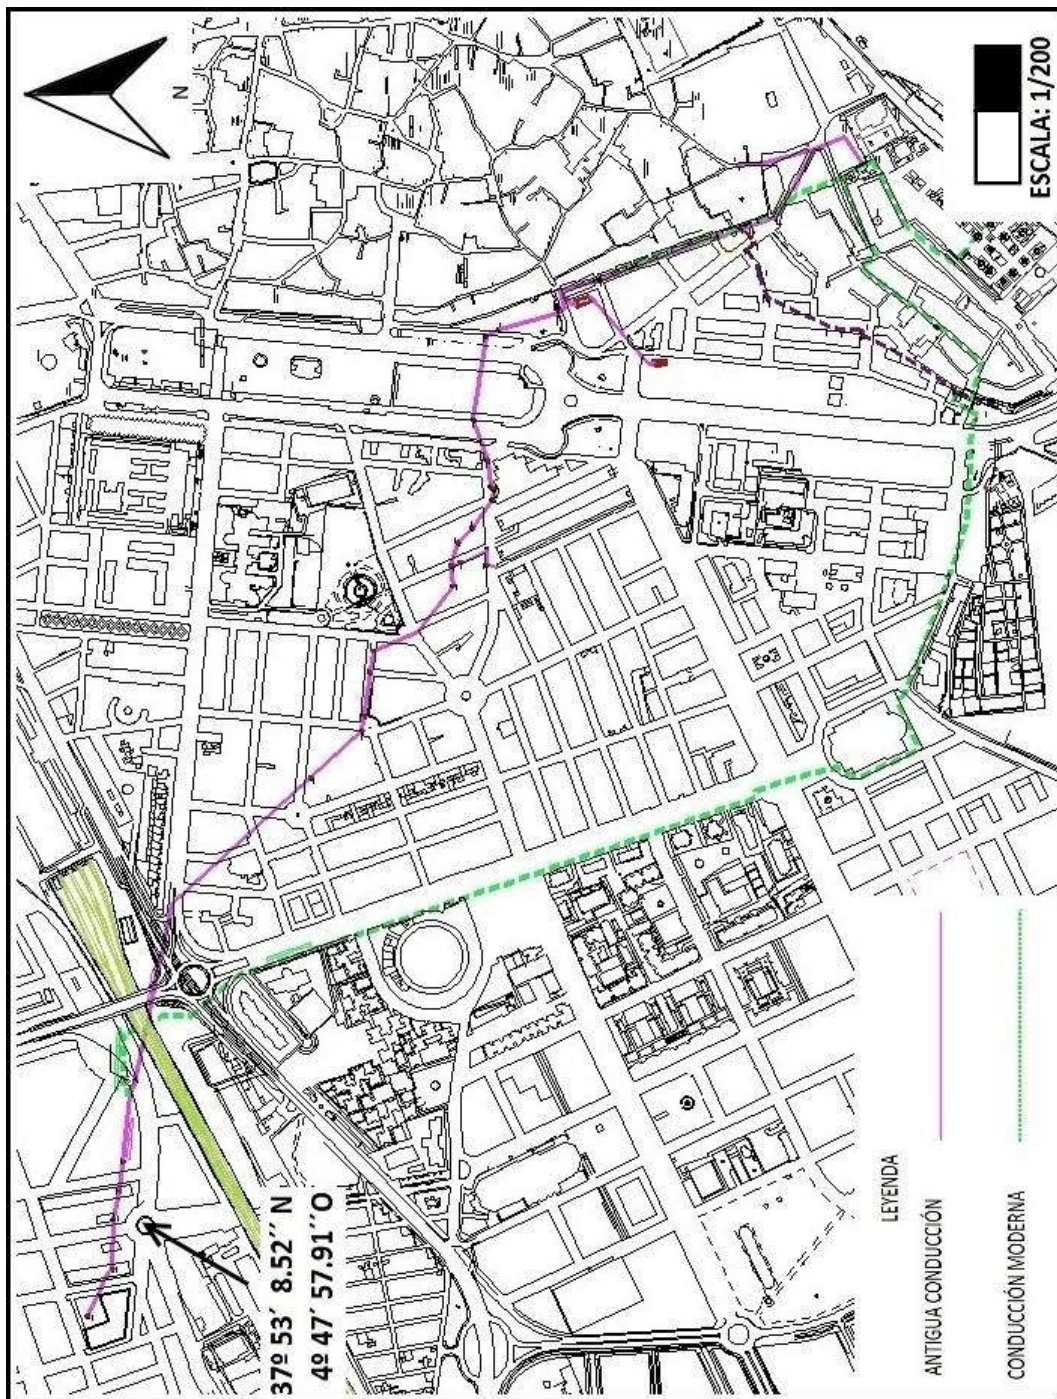 N
ESCALA: 1/200
37º 53´ 8.52´´ N
4º 47´ 57.91´´O
LEYENDA
ANTIGUA CONDUCCIÓN
CONDUCCIÓN MODERNA